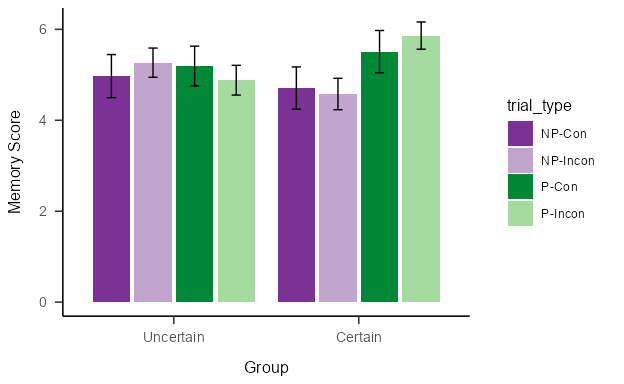 6
4
2
0
Memory Score
Uncertain
Certain
Group
trial_type
NP-Con
NP-Incon
P-Con
P-Incon